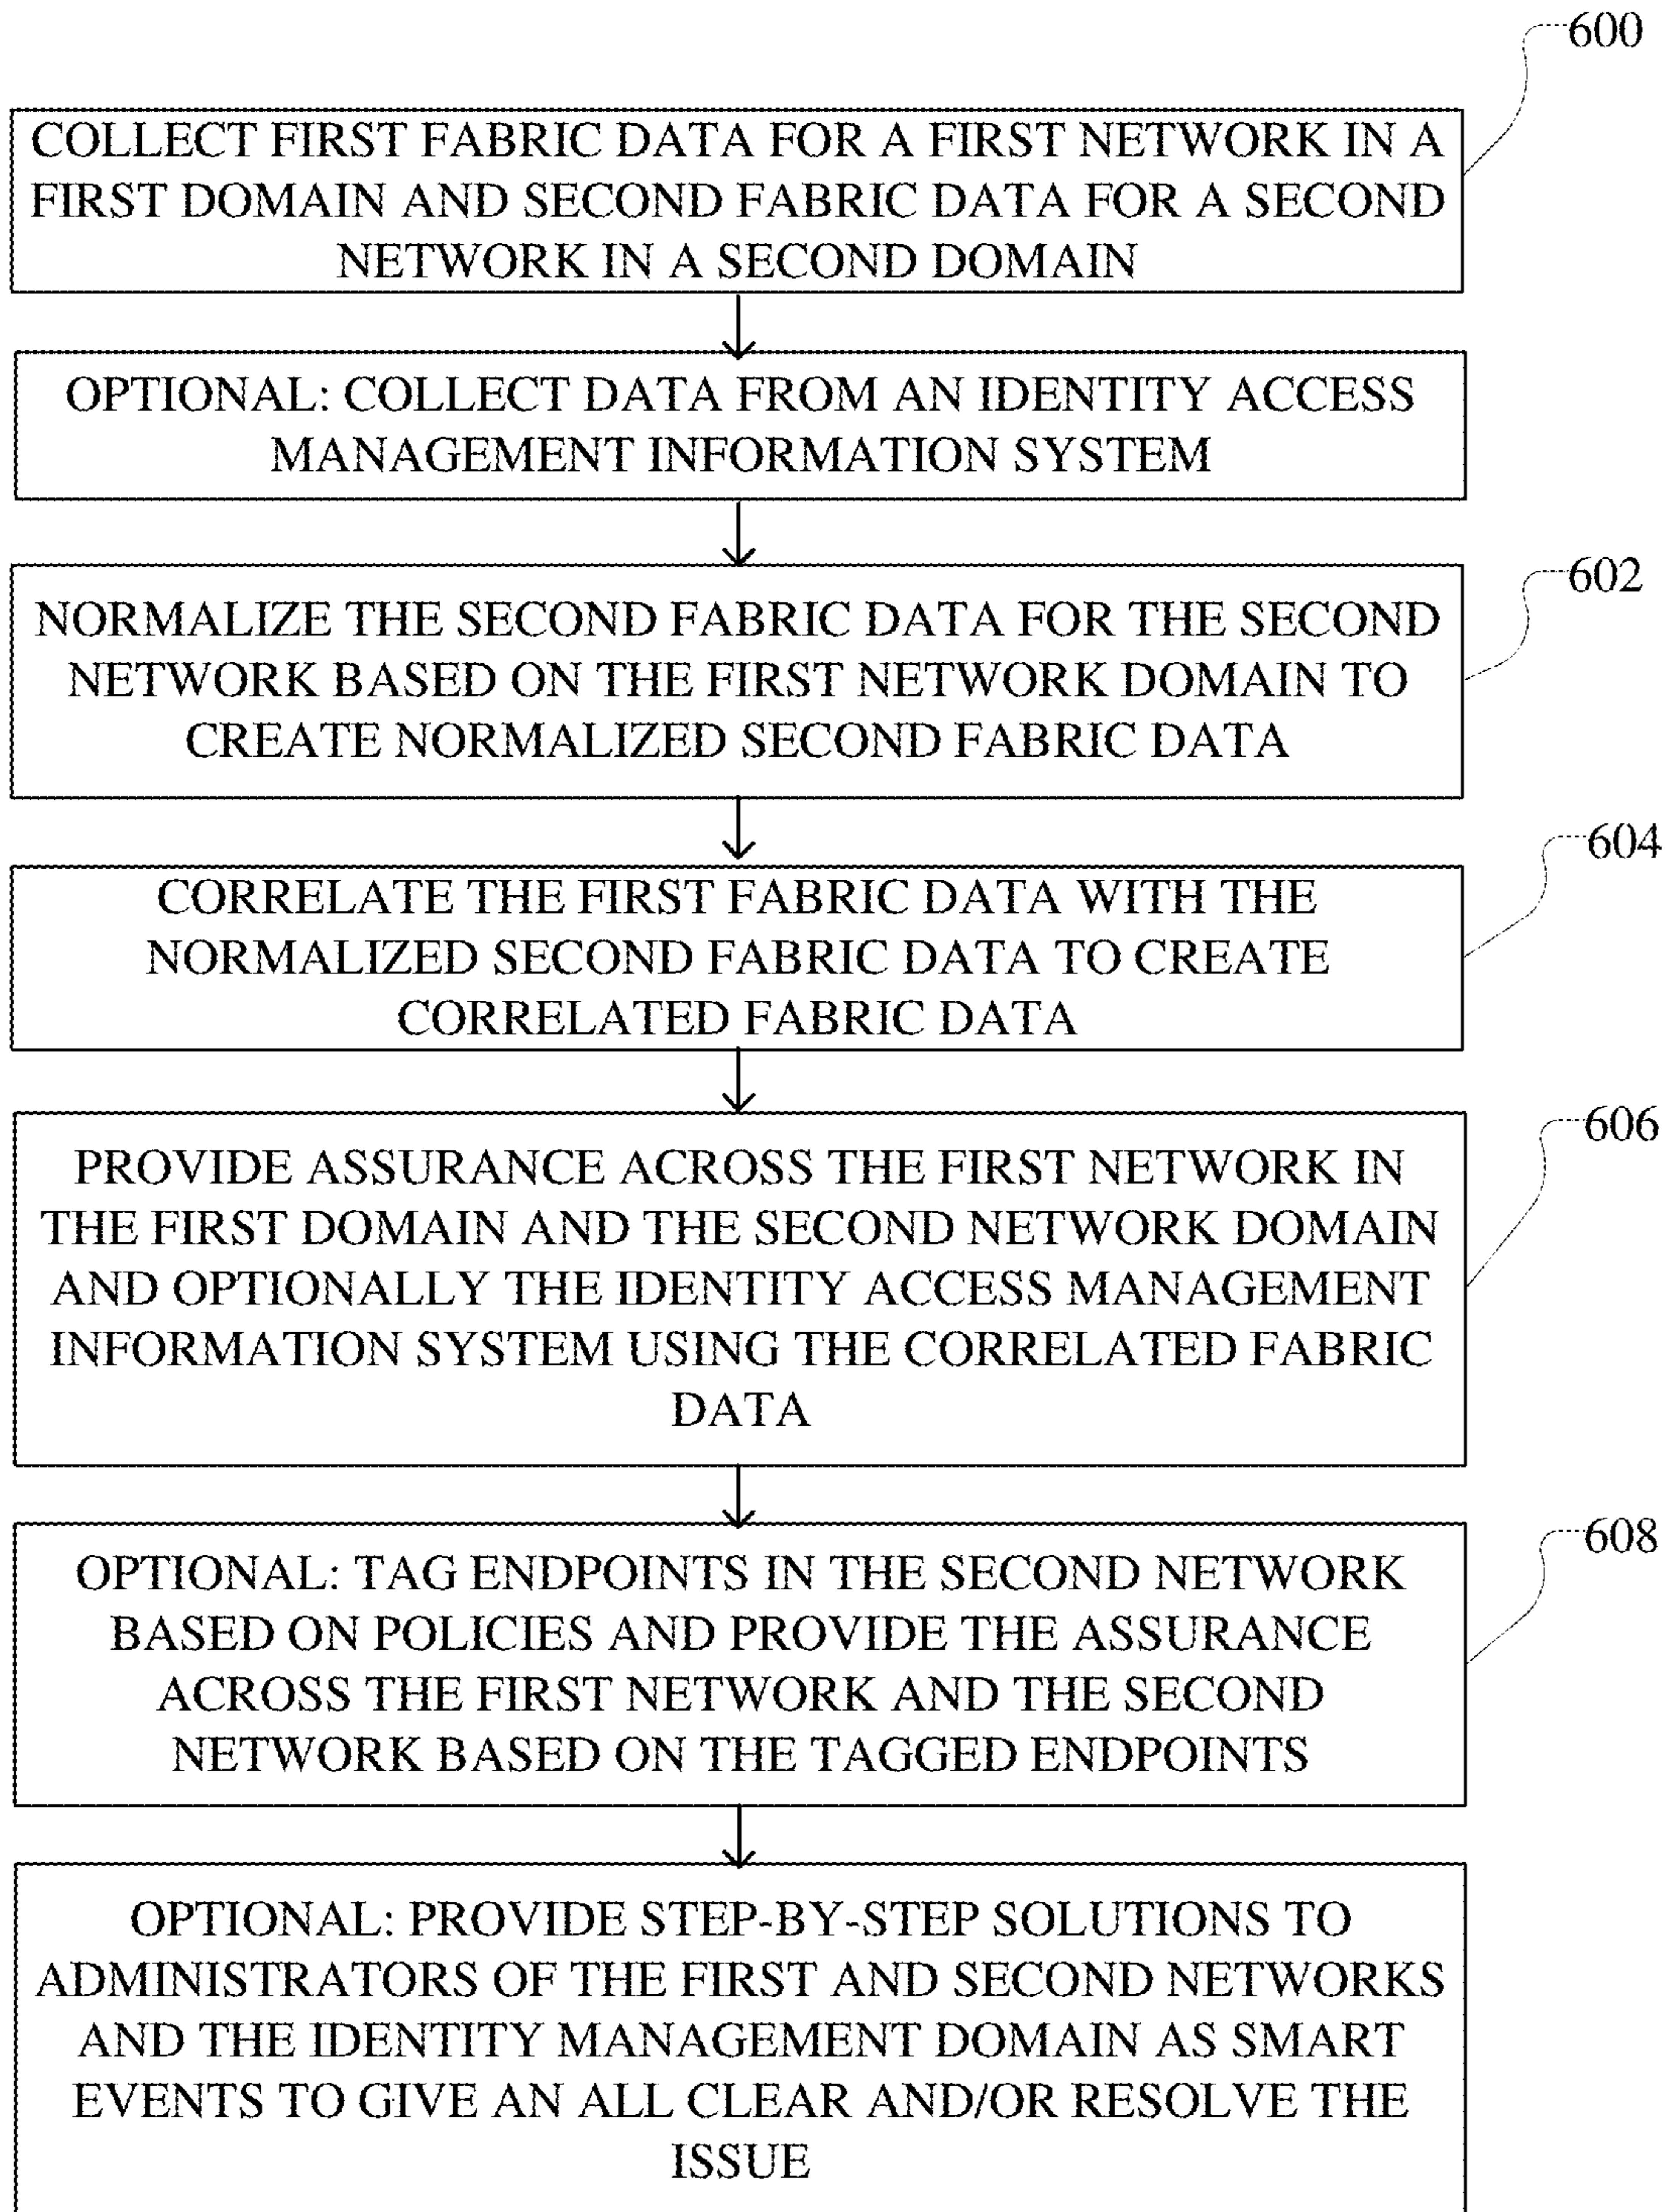 600
COLLECT FIRST FABRIC DATA FOR A FIRST NETWORK IN A
FIRST DOMAIN AND SECOND FABRIC DATA FOR A SECOND
NETWORK IN A SECOND DOMAIN
OPTIONAL: COLLECT DATA FROM AN IDENTITY ACCESS
MANAGEMENT INFORMATION SYSTEM
602
NORMALIZE THE SECOND FABRIC DATA FOR THE SECOND
NETWORK BASED ON THE FIRST NETWORK DOMAIN TO
CREATE NORMALIZED SECOND FABRIC DATA
604
CORRELATE THE FIRST FABRIC DATA WITH THE
NORMALIZED SECOND FABRIC DATA TO CREATE
CORRELATED FABRIC DATA
606
PROVIDE ASSURANCE ACROSS THE FIRST NETWORK IN
THE FIRST DOMAIN AND THE SECOND NETWORK DOMAIN
AND OPTIONALLY THE IDENTITY ACCESS MANAGEMENT
INFORMATION SYSTEM USING THE CORRELATED FABRIC
DATA
608
OPTIONAL: TAG ENDPOINTS IN THE SECOND NETWORK
BASED ON POLICIES AND PROVIDE THE ASSURANCE
ACROSS THE FIRST NETWORK AND THE SECOND
NETWORK BASED ON THE TAGGED ENDPOINTS
OPTIONAL: PROVIDE STEP-BY-STEP SOLUTIONS TO
ADMINISTRATORS OF THE FIRST AND SECOND NETWORKS
AND THE IDENTITY MANAGEMENT DOMAIN AS SMART
EVENTS TO GIVE AN ALL CLEAR AND/OR RESOLVE THE
ISSUE